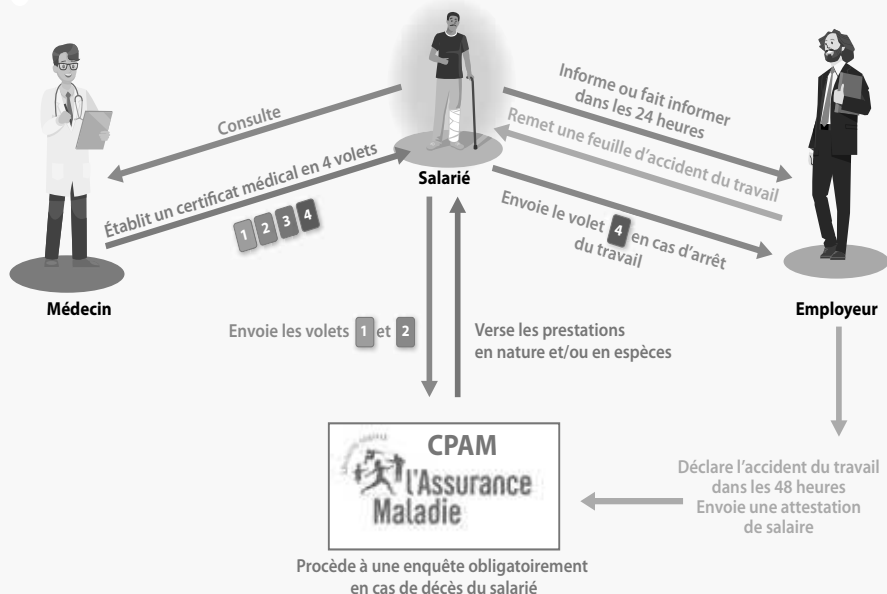 Consulte
Établit un certificat médical en 4 volets
1 2 3 4
Médecin
Salarié
Informe ou fait informer
dans les 24 heures
Remet une feuille d'accident du travail
Envoie le volet 4 en cas d'arrêt
du travail
Employeur
Envoie les volets 1 et 2
Verse les prestations
en nature et/ou en espèces
CPAM
l'Assurance
Maladie
Déclare l'accident du travail
dans les 48 heures
Envoie une attestation
de salaire
Procède à une enquête obligatoirement
en cas de décès du salarié